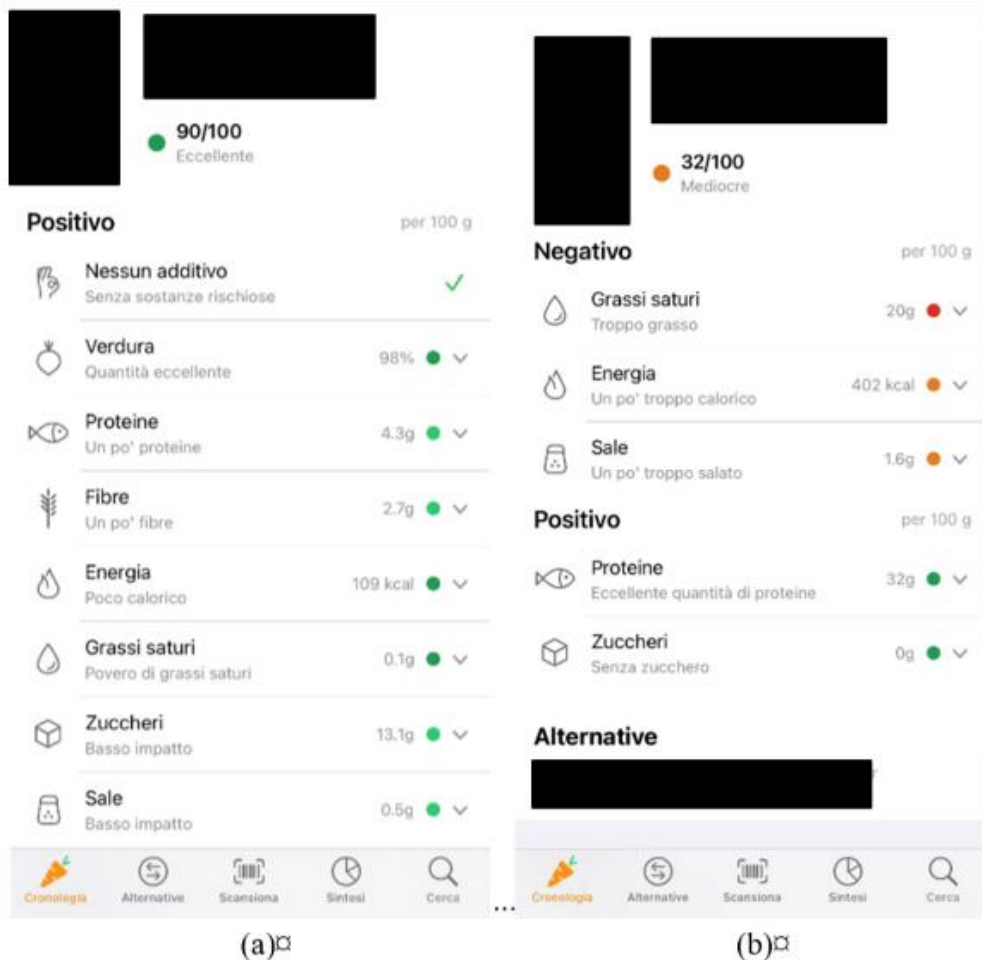 90/100
Eccellente
Positivo per 100 g
Nessun additivo
Senza sostanze rischiose
Verdura
Quantità eccellente
98%
Proteine
Un po' proteine
4.3g
Fibre
Un po' fibre
2.7g
Energia
Poco calorico
109 kcal
Grassi saturi
Povero di grassi saturi
0.1g
Zuccheri
Basso impatto
13.1g
Sale
Basso impatto
0.5g
Cronologia Alternative Scansiona Sintesi Cerca
(a)¤
32/100
Mediocre
Negativo per 100 g
Grassi saturi
Troppo grasso
20g
Energia
Un po' troppo calorico
402 kcal
Sale
Un po' troppo salato
1.6g
Positivo per 100 g
Proteine
Eccellente quantità di proteine
32g
Zuccheri
Senza zucchero
0g
Alternative
...
Cronologia Alternative Scansiona Sintesi Cerca
(b)¤